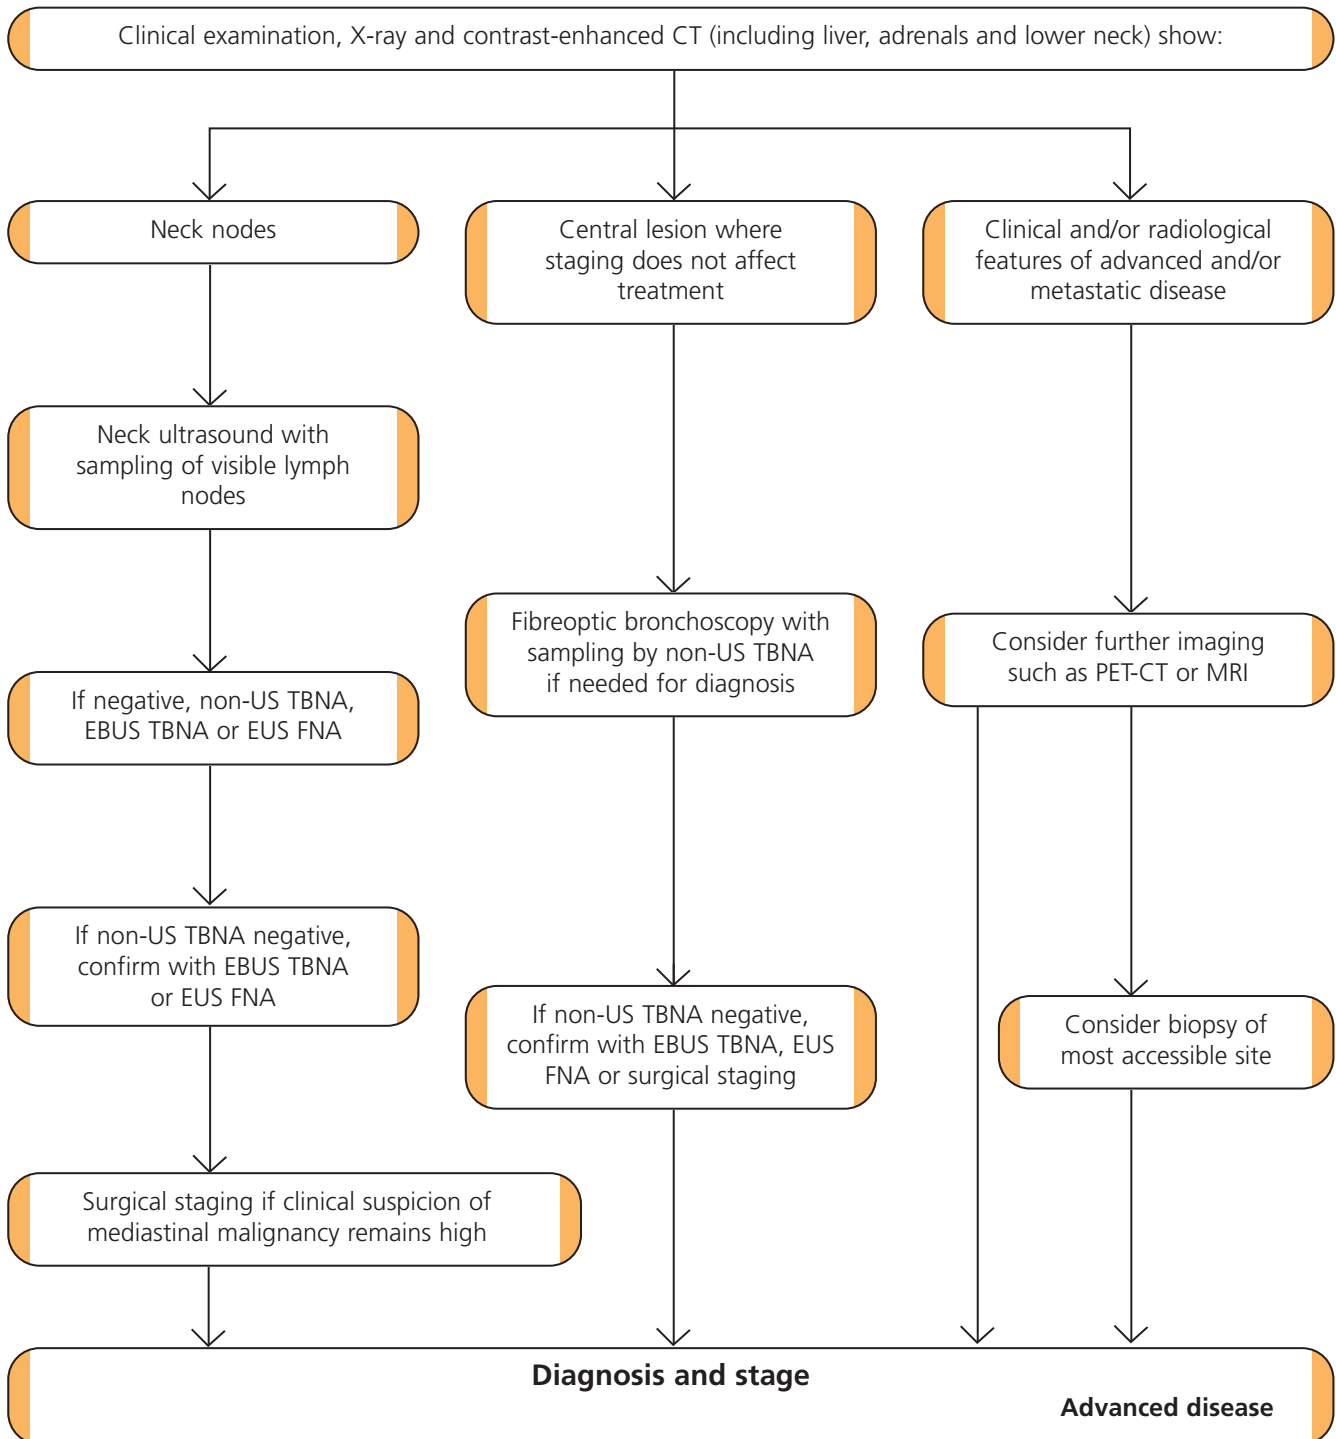 Clinical examination, X-ray and contrast-enhanced CT (including liver, adrenals and lower neck) show:
Neck nodes
Central lesion where
staging does not affect
treatment
Clinical and/or radiological
features of advanced and/or
metastatic disease
Neck ultrasound with
sampling of visible lymph
nodes
Fibreoptic bronchoscopy with
sampling by non-US TBNA
if needed for diagnosis
Consider further imaging
such as PET-CT or MRI
If negative, non-US TBNA,
EBUS TBNA or EUS FNA
If non-US TBNA negative,
confirm with EBUS TBNA
or EUS FNA
If non-US TBNA negative,
confirm with EBUS TBNA, EUS
FNA or surgical staging
Consider biopsy of
most accessible site
Surgical staging if clinical suspicion of
mediastinal malignancy remains high
Diagnosis and stage
Advanced disease